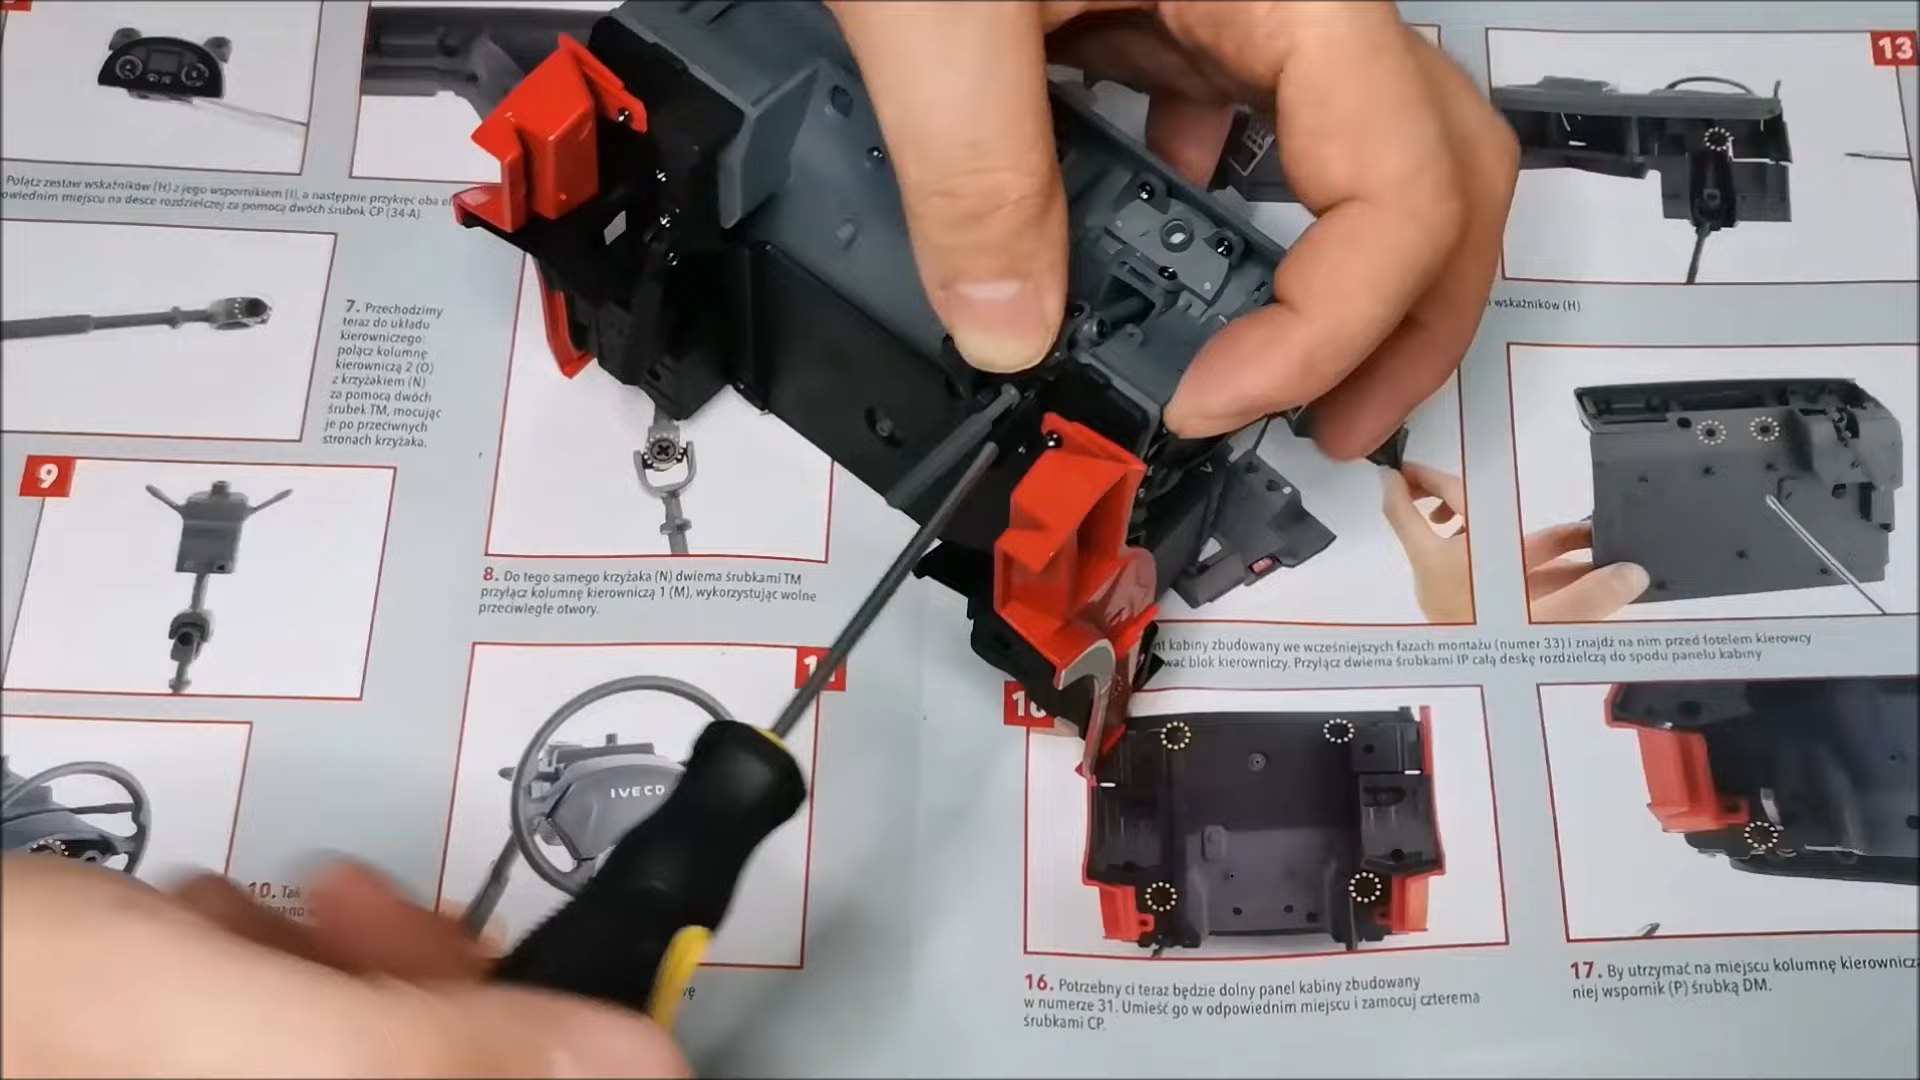 Połącz zestaw wskaźników (H) z jego wspornikiem (I), a następnie przykręć oba
owiednim miejscu na desce rozdzielczej za pomocą dwóch śrubek CP (34-A).
13
wskaźników (H)
7. Przechodzimy
teraz do układu
kierowniczego:
połącz kolumnę
kierowniczą 2 (O)
z krzyżakiem (N)
za pomocą dwóch
śrubek TM, mocując
je po przeciwnych
stronach krzyżaka.
9
8. Do tego samego krzyżaka (N) dwiema śrubkami TM
przyłącz kolumnę kierowniczą 1 (M), wykorzystując wolne
przeciwległe otwory.
nt kabiny zbudowany we wcześniejszych fazach montażu (numer 33) i znajdź na nim przed fotelem kierowcy
wać blok kierowniczy. Przyłącz dwiema śrubkami IP całą deskę rozdzielczą do spodu panelu kabiny
IVECO
10. Tak
16. Potrzebny ci teraz będzie dolny panel kabiny zbudowany
w numerze 31. Umieść go w odpowiednim miejscu i zamocuj czterema
śrubkami CP.
17. By utrzymać na miejscu kolumnę kierownicz
niej wspornik (P) śrubką DM.